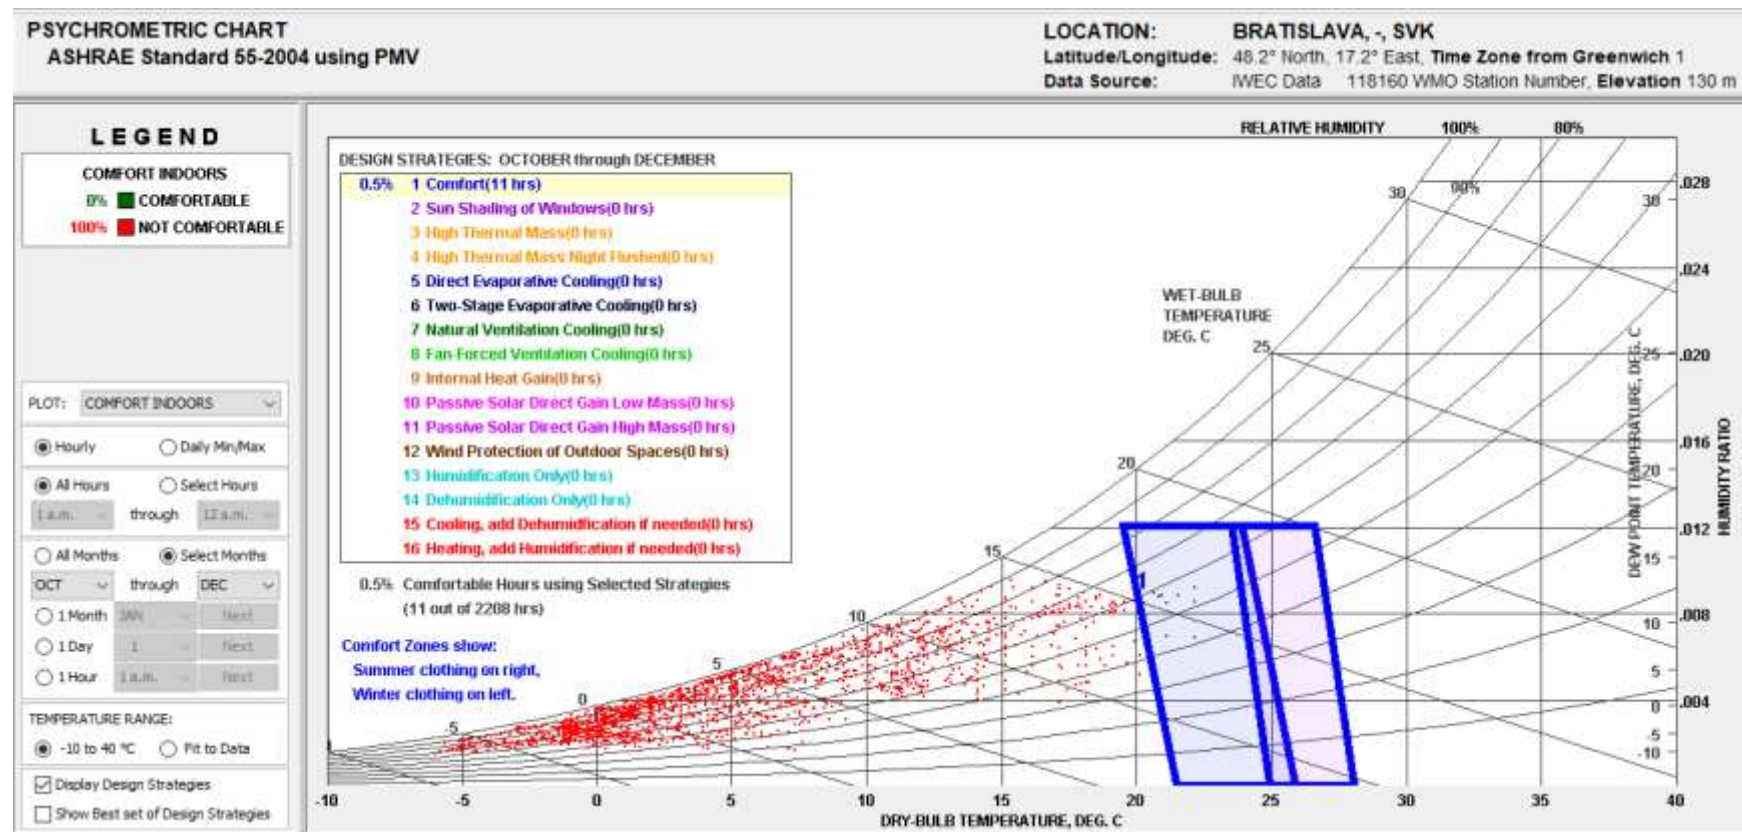 PSYCHROMETRIC CHART
ASHRAE Standard 55-2004 using PMV
LOCATION: BRATISLAVA, -, SVK
Latitude/Longitude: 48.2° North, 17.2° East, Time Zone from Greenwich 1
Data Source: IWEC Data 118160 WMO Station Number, Elevation 130 m
LEGEND
COMFORT INDOORS
0% COMFORTABLE
100% NOT COMFORTABLE
PLOT: COMFORT INDOORS
Hourly Daily Min/Max
All Hours Select Hours
1 a.m. through 12 a.m.
All Months Select Months
OCT through DEC
1 Month JAN Next
1 Day 1 Next
1 Hour 1 a.m. Next
TEMPERATURE RANGE:
-10 to 40 °C Fit to Data
Display Design Strategies
Show Best set of Design Strategies
DESIGN STRATEGIES: OCTOBER through DECEMBER
0.5% 1 Comfort(11 hrs)
2 Sun Shading of Windows(0 hrs)
3 High Thermal Mass(0 hrs)
4 High Thermal Mass Night Flushed(0 hrs)
5 Direct Evaporative Cooling(0 hrs)
6 Two-Stage Evaporative Cooling(0 hrs)
7 Natural Ventilation Cooling(0 hrs)
8 Fan-Forced Ventilation Cooling(0 hrs)
9 Internal Heat Gain(0 hrs)
10 Passive Solar Direct Gain Low Mass(0 hrs)
11 Passive Solar Direct Gain High Mass(0 hrs)
12 Wind Protection of Outdoor Spaces(0 hrs)
13 Humidification Only(0 hrs)
14 Dehumidification Only(0 hrs)
15 Cooling, add Dehumidification if needed(0 hrs)
16 Heating, add Humidification if needed(0 hrs)
0.5% Comfortable Hours using Selected Strategies
(11 out of 2208 hrs)
Comfort Zones show:
Summer clothing on right,
Winter clothing on left.
RELATIVE HUMIDITY 100% 80%
90%
WET-BULB
TEMPERATURE
DEG. C
-5
0
5
10
15
20
25
30
1
-10 -5 0 5 10 15 20 25 30 35 40
DRY-BULB TEMPERATURE, DEG. C
30
25
20
15
10
5
0
-5
-10
DEW POINT TEMPERATURE, DEG. C
.028
.024
.020
.016
.012
.008
.004
HUMIDITY RATIO